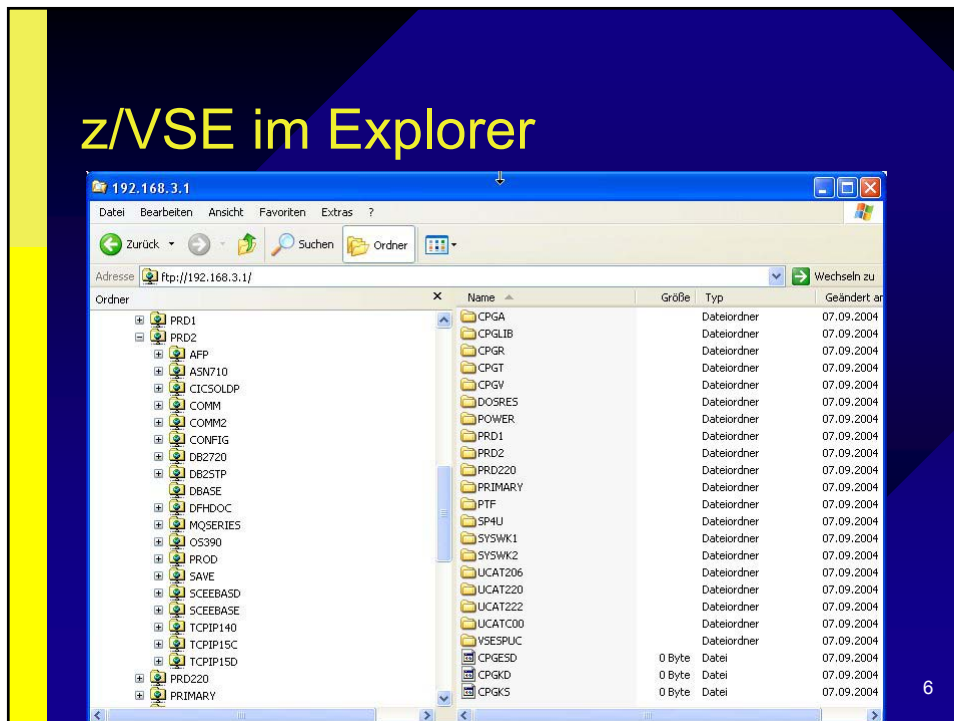 z/VSE im Explorer
192.168.3.1
Datei Bearbeiten Ansicht Favoriten Extras ?
Zurück Suchen Ordner
Adresse ftp://192.168.3.1/ Wechseln zu
Ordner x
PRD1
PRD2
AFP
ASN710
CICSOLDP
COMM
COMM2
CONFIG
DB2720
DB2STP
DBASE
DFHDOC
MQSERIES
OS390
PROD
SAVE
SCEEBASD
SCEEBASE
TCPIP140
TCPIP15C
TCPIP15D
PRD220
PRIMARY
Name Größe Typ Geändert ar
CPGA Dateiordner 07.09.2004
CPGLIB Dateiordner 07.09.2004
CPGR Dateiordner 07.09.2004
CPGT Dateiordner 07.09.2004
CPGV Dateiordner 07.09.2004
DOSRES Dateiordner 07.09.2004
POWER Dateiordner 07.09.2004
PRD1 Dateiordner 07.09.2004
PRD2 Dateiordner 07.09.2004
PRD220 Dateiordner 07.09.2004
PRIMARY Dateiordner 07.09.2004
PTF Dateiordner 07.09.2004
SP4U Dateiordner 07.09.2004
SYSWK1 Dateiordner 07.09.2004
SYSWK2 Dateiordner 07.09.2004
UCAT206 Dateiordner 07.09.2004
UCAT220 Dateiordner 07.09.2004
UCAT222 Dateiordner 07.09.2004
UCATC00 Dateiordner 07.09.2004
VSESPUC Dateiordner 07.09.2004
CPGESD 0 Byte Datei 07.09.2004
CPGKD 0 Byte Datei 07.09.2004
CPGKS 0 Byte Datei 07.09.2004
6